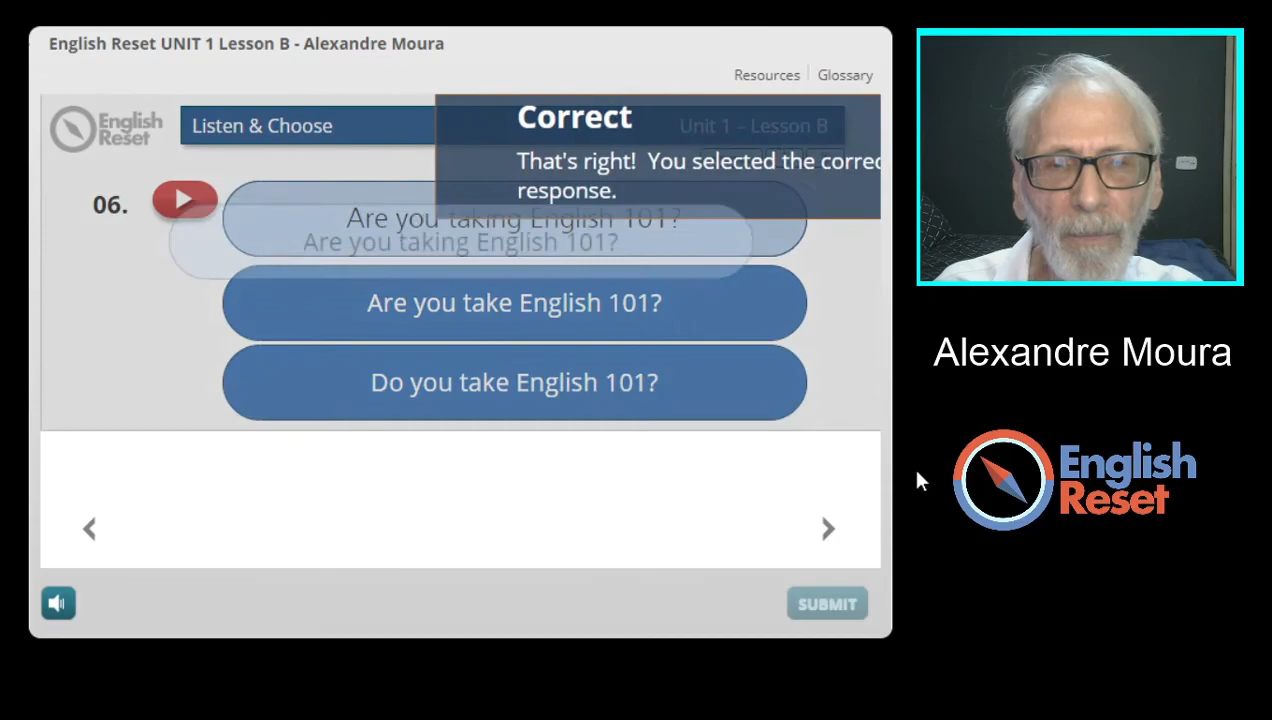 English Reset UNIT 1 Lesson B - Alexandre Moura
Resources
Glossary
English
Reset
Listen & Choose
Unit 1 – Lesson B
Correct
That's right! You selected the correc
response.
06.
Are you taking English 101?
Are you taking English 101?
Are you take English 101?
Do you take English 101?
SUBMIT
Alexandre Moura
English
Reset